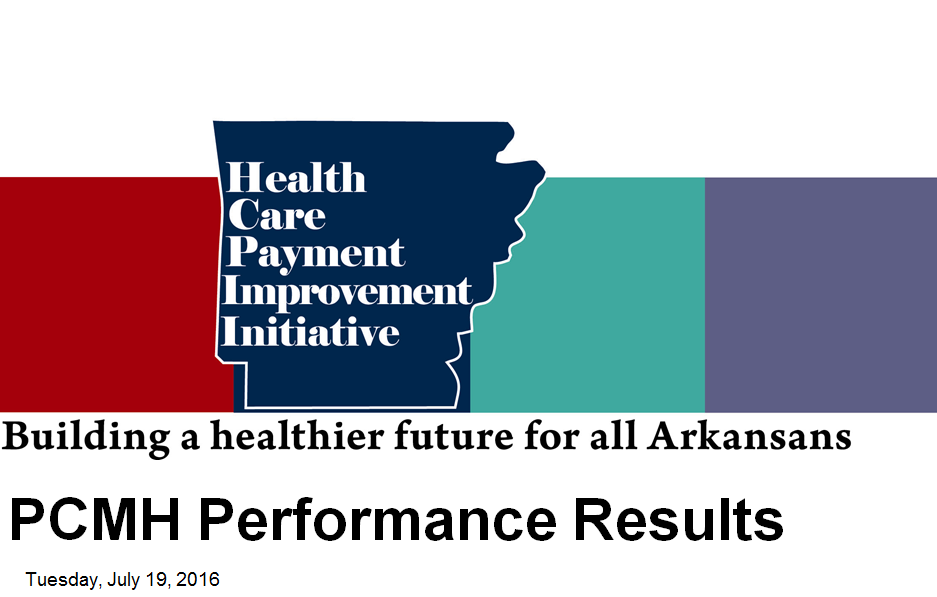 Health
Care
Payment
Improvement
Initiative
Building a healthier future for all Arkansans
PCMH Performance Results
Tuesday, July 19, 2016